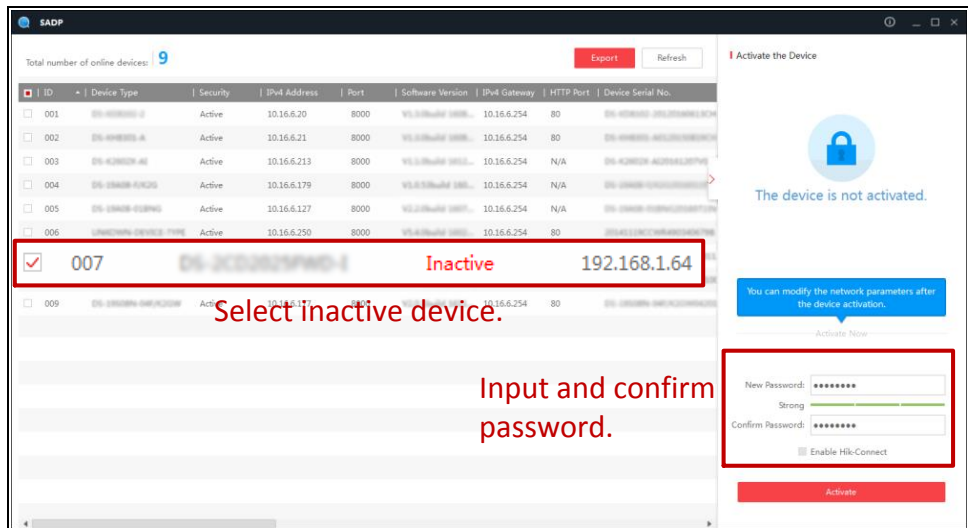 SADP
Total number of online devices: 9
Export
Refresh
ID | Device Type | Security | IPv4 Address | Port | Software Version | IPv4 Gateway | HTTP Port | Device Serial No.
001 Active 10.16.6.20 8000 10.16.6.254 80
002 Active 10.16.6.21 8000 10.16.6.254 80
003 Active 10.16.6.213 8000 10.16.6.254 N/A
004 Active 10.16.6.179 8000 10.16.6.254 N/A
005 Active 10.16.6.127 8000 10.16.6.254 N/A
006 Active 10.16.6.250 8000 10.16.6.254 80
007 Inactive 192.168.1.64
009 10.16.6.254 80
Select inactive device.
Input and confirm
password.
Activate the Device
The device is not activated.
You can modify the network parameters after
the device activation.
Activate Now
New Password: ●●●●●●●●
Strong
Confirm Password: ●●●●●●●●
Enable Hik-Connect
Activate